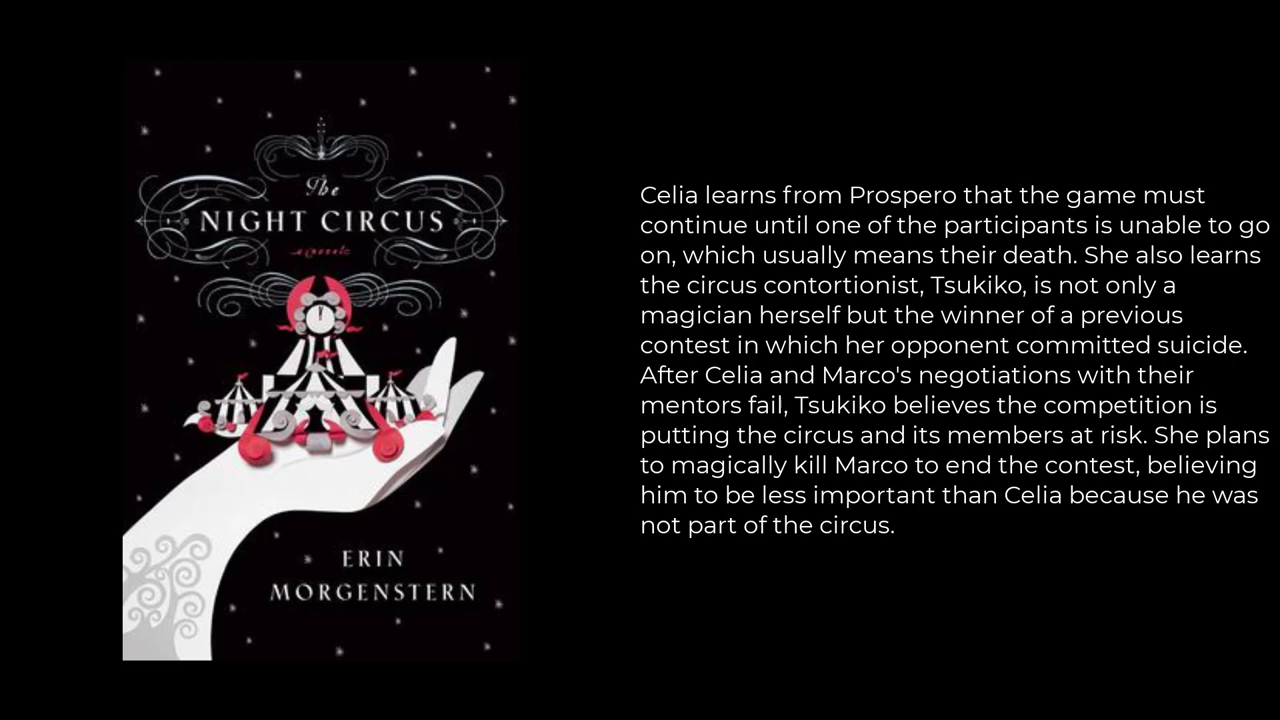 The
NIGHT CIRCUS
a novel
ERIN
MORGENSTERN
Celia learns from Prospero that the game must
continue until one of the participants is unable to go
on, which usually means their death. She also learns
the circus contortionist, Tsukiko, is not only a
magician herself but the winner of a previous
contest in which her opponent committed suicide.
After Celia and Marco's negotiations with their
mentors fail, Tsukiko believes the competition is
putting the circus and its members at risk. She plans
to magically kill Marco to end the contest, believing
him to be less important than Celia because he was
not part of the circus.